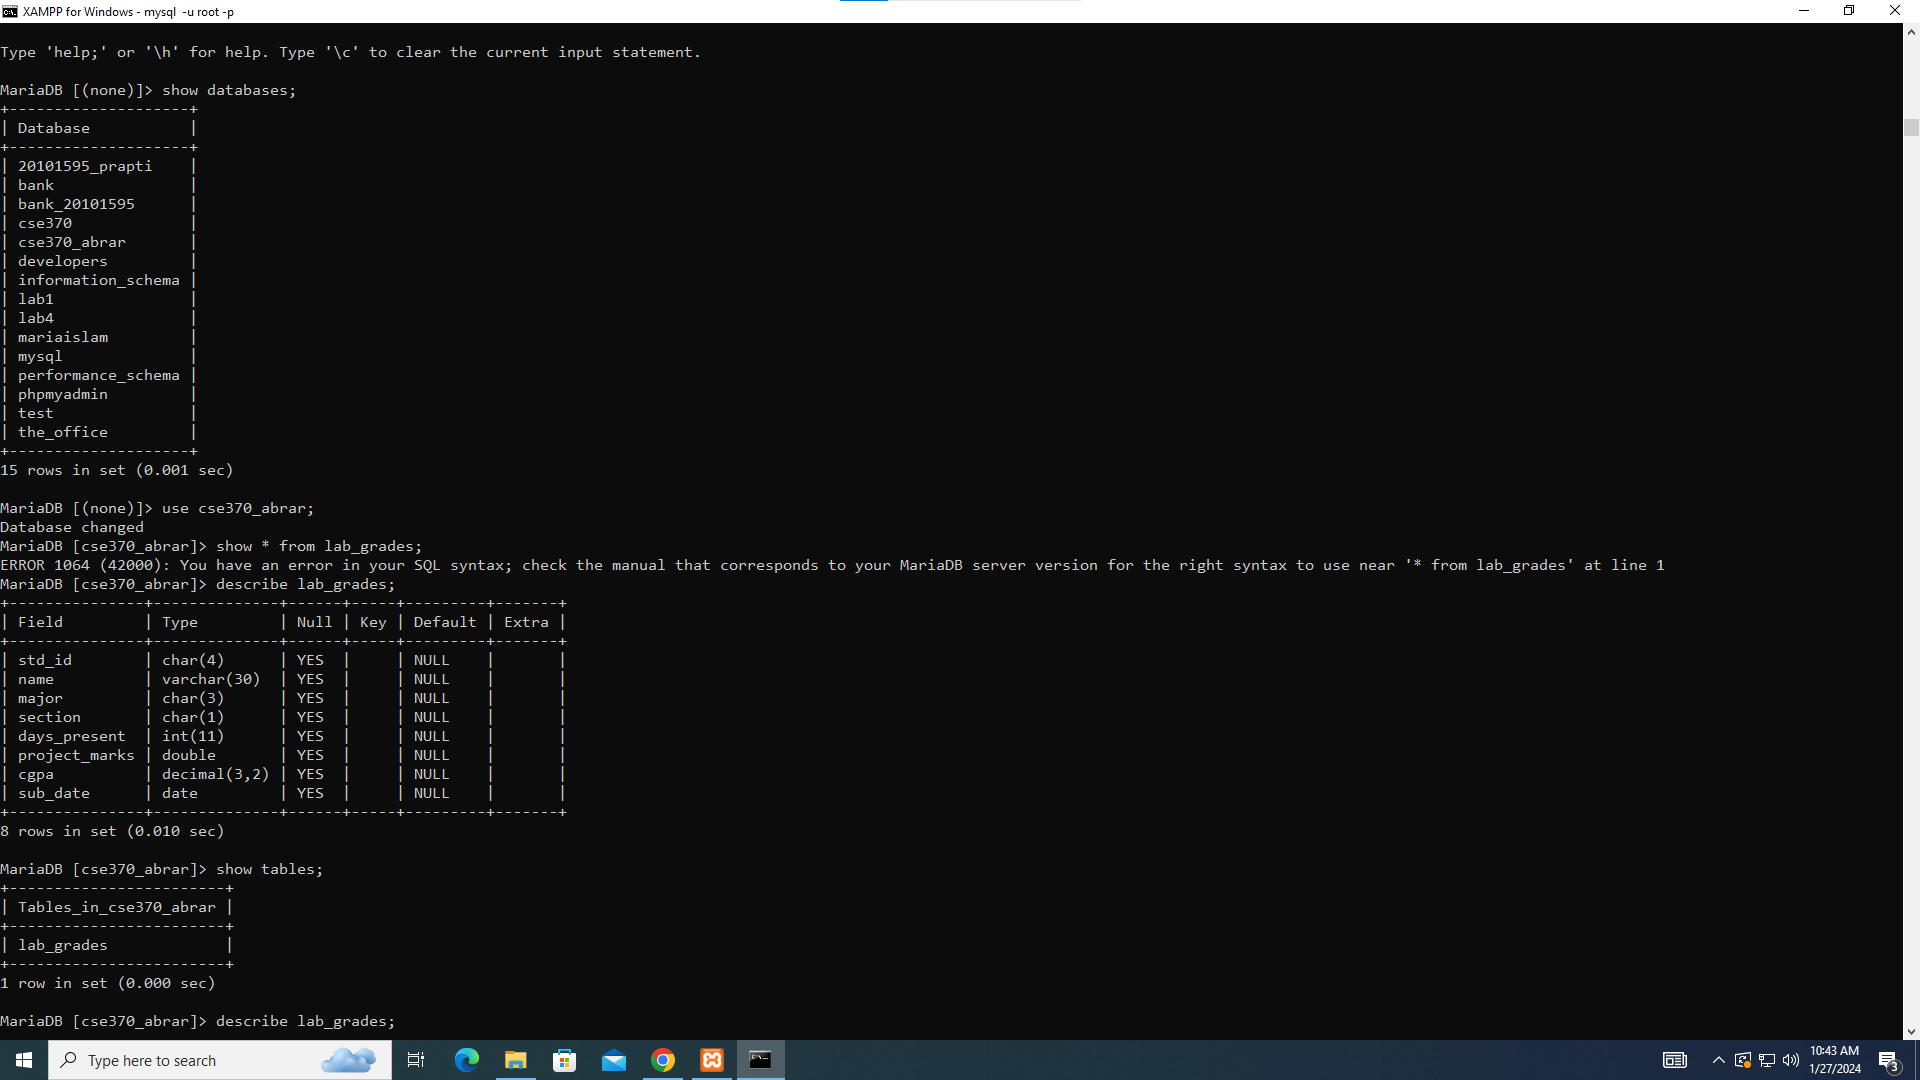 XAMPP for Windows - mysql  -u root -p
Type 'help;' or '\h' for help. Type '\c' to clear the current input statement.
MariaDB [(none)]> show databases;
+--------------------+
| Database           |
+--------------------+
| 20101595_prapti    |
| bank               |
| bank_20101595      |
| cse370             |
| cse370_abrar       |
| developers         |
| information_schema |
| lab1               |
| lab4               |
| mariaislam         |
| mysql              |
| performance_schema |
| phpmyadmin         |
| test               |
| the_office         |
+--------------------+
15 rows in set (0.001 sec)
MariaDB [(none)]> use cse370_abrar;
Database changed
MariaDB [cse370_abrar]> show * from lab_grades;
ERROR 1064 (42000): You have an error in your SQL syntax; check the manual that corresponds to your MariaDB server version for the right syntax to use near '* from lab_grades' at line 1
MariaDB [cse370_abrar]> describe lab_grades;
+---------------+--------------+------+-----+---------+-------+
| Field         | Type         | Null | Key | Default | Extra |
+---------------+--------------+------+-----+---------+-------+
| std_id        | char(4)      | YES  |     | NULL    |       |
| name          | varchar(30)  | YES  |     | NULL    |       |
| major         | char(3)      | YES  |     | NULL    |       |
| section       | char(1)      | YES  |     | NULL    |       |
| days_present  | int(11)      | YES  |     | NULL    |       |
| project_marks | double       | YES  |     | NULL    |       |
| cgpa          | decimal(3,2) | YES  |     | NULL    |       |
| sub_date      | date         | YES  |     | NULL    |       |
+---------------+--------------+------+-----+---------+-------+
8 rows in set (0.010 sec)
MariaDB [cse370_abrar]> show tables;
+------------------------+
| Tables_in_cse370_abrar |
+------------------------+
| lab_grades             |
+------------------------+
1 row in set (0.000 sec)
MariaDB [cse370_abrar]> describe lab_grades;
Type here to search
10:43 AM
1/27/2024
3